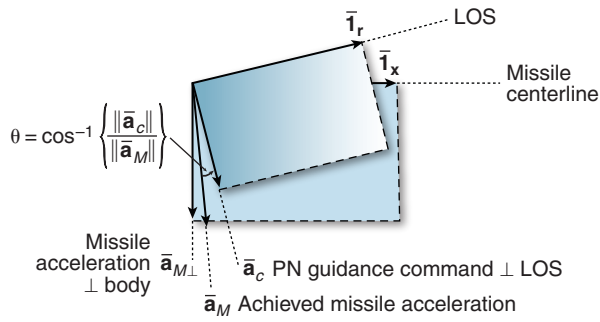 LOS
1̄r
1̄x
Missile
centerline
θ = cos⁻¹ { ‖āc‖ / ‖āM‖ }
Missile
acceleration āM⊥
⊥ body
āc PN guidance command ⊥ LOS
āM Achieved missile acceleration